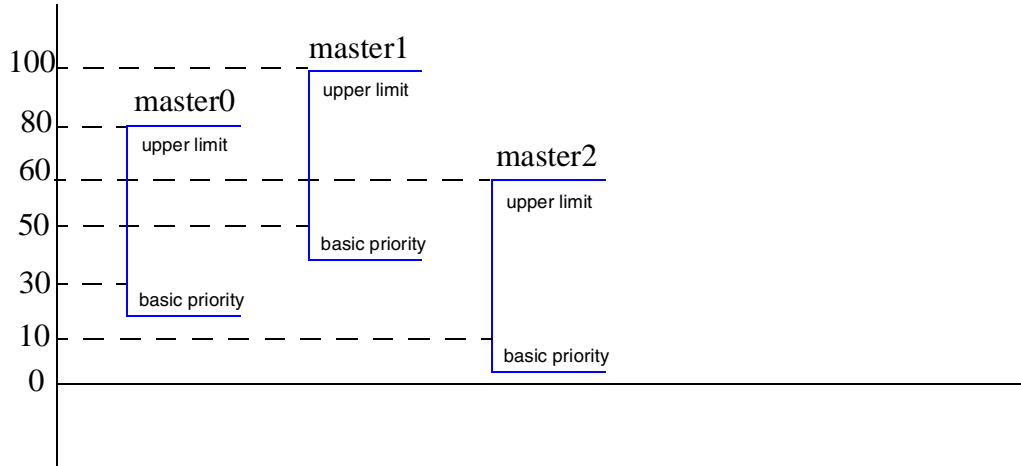 master1
100
upper limit
master0
80
upper limit
master2
60
upper limit
50
basic priority
30
basic priority
10
basic priority
0